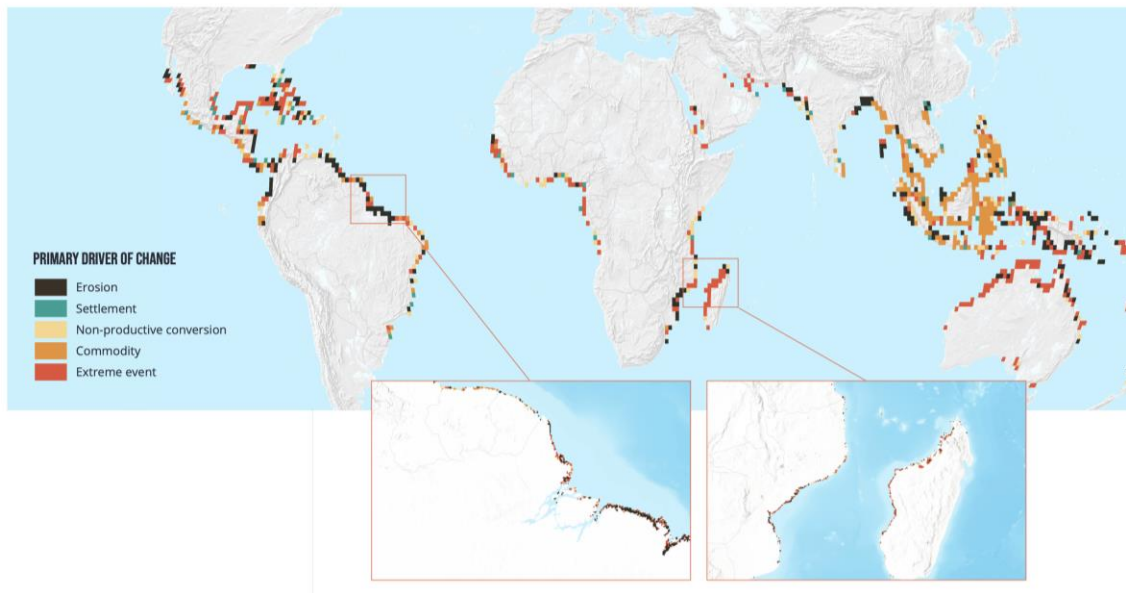 PRIMARY DRIVER OF CHANGE
Erosion
Settlement
Non-productive conversion
Commodity
Extreme event